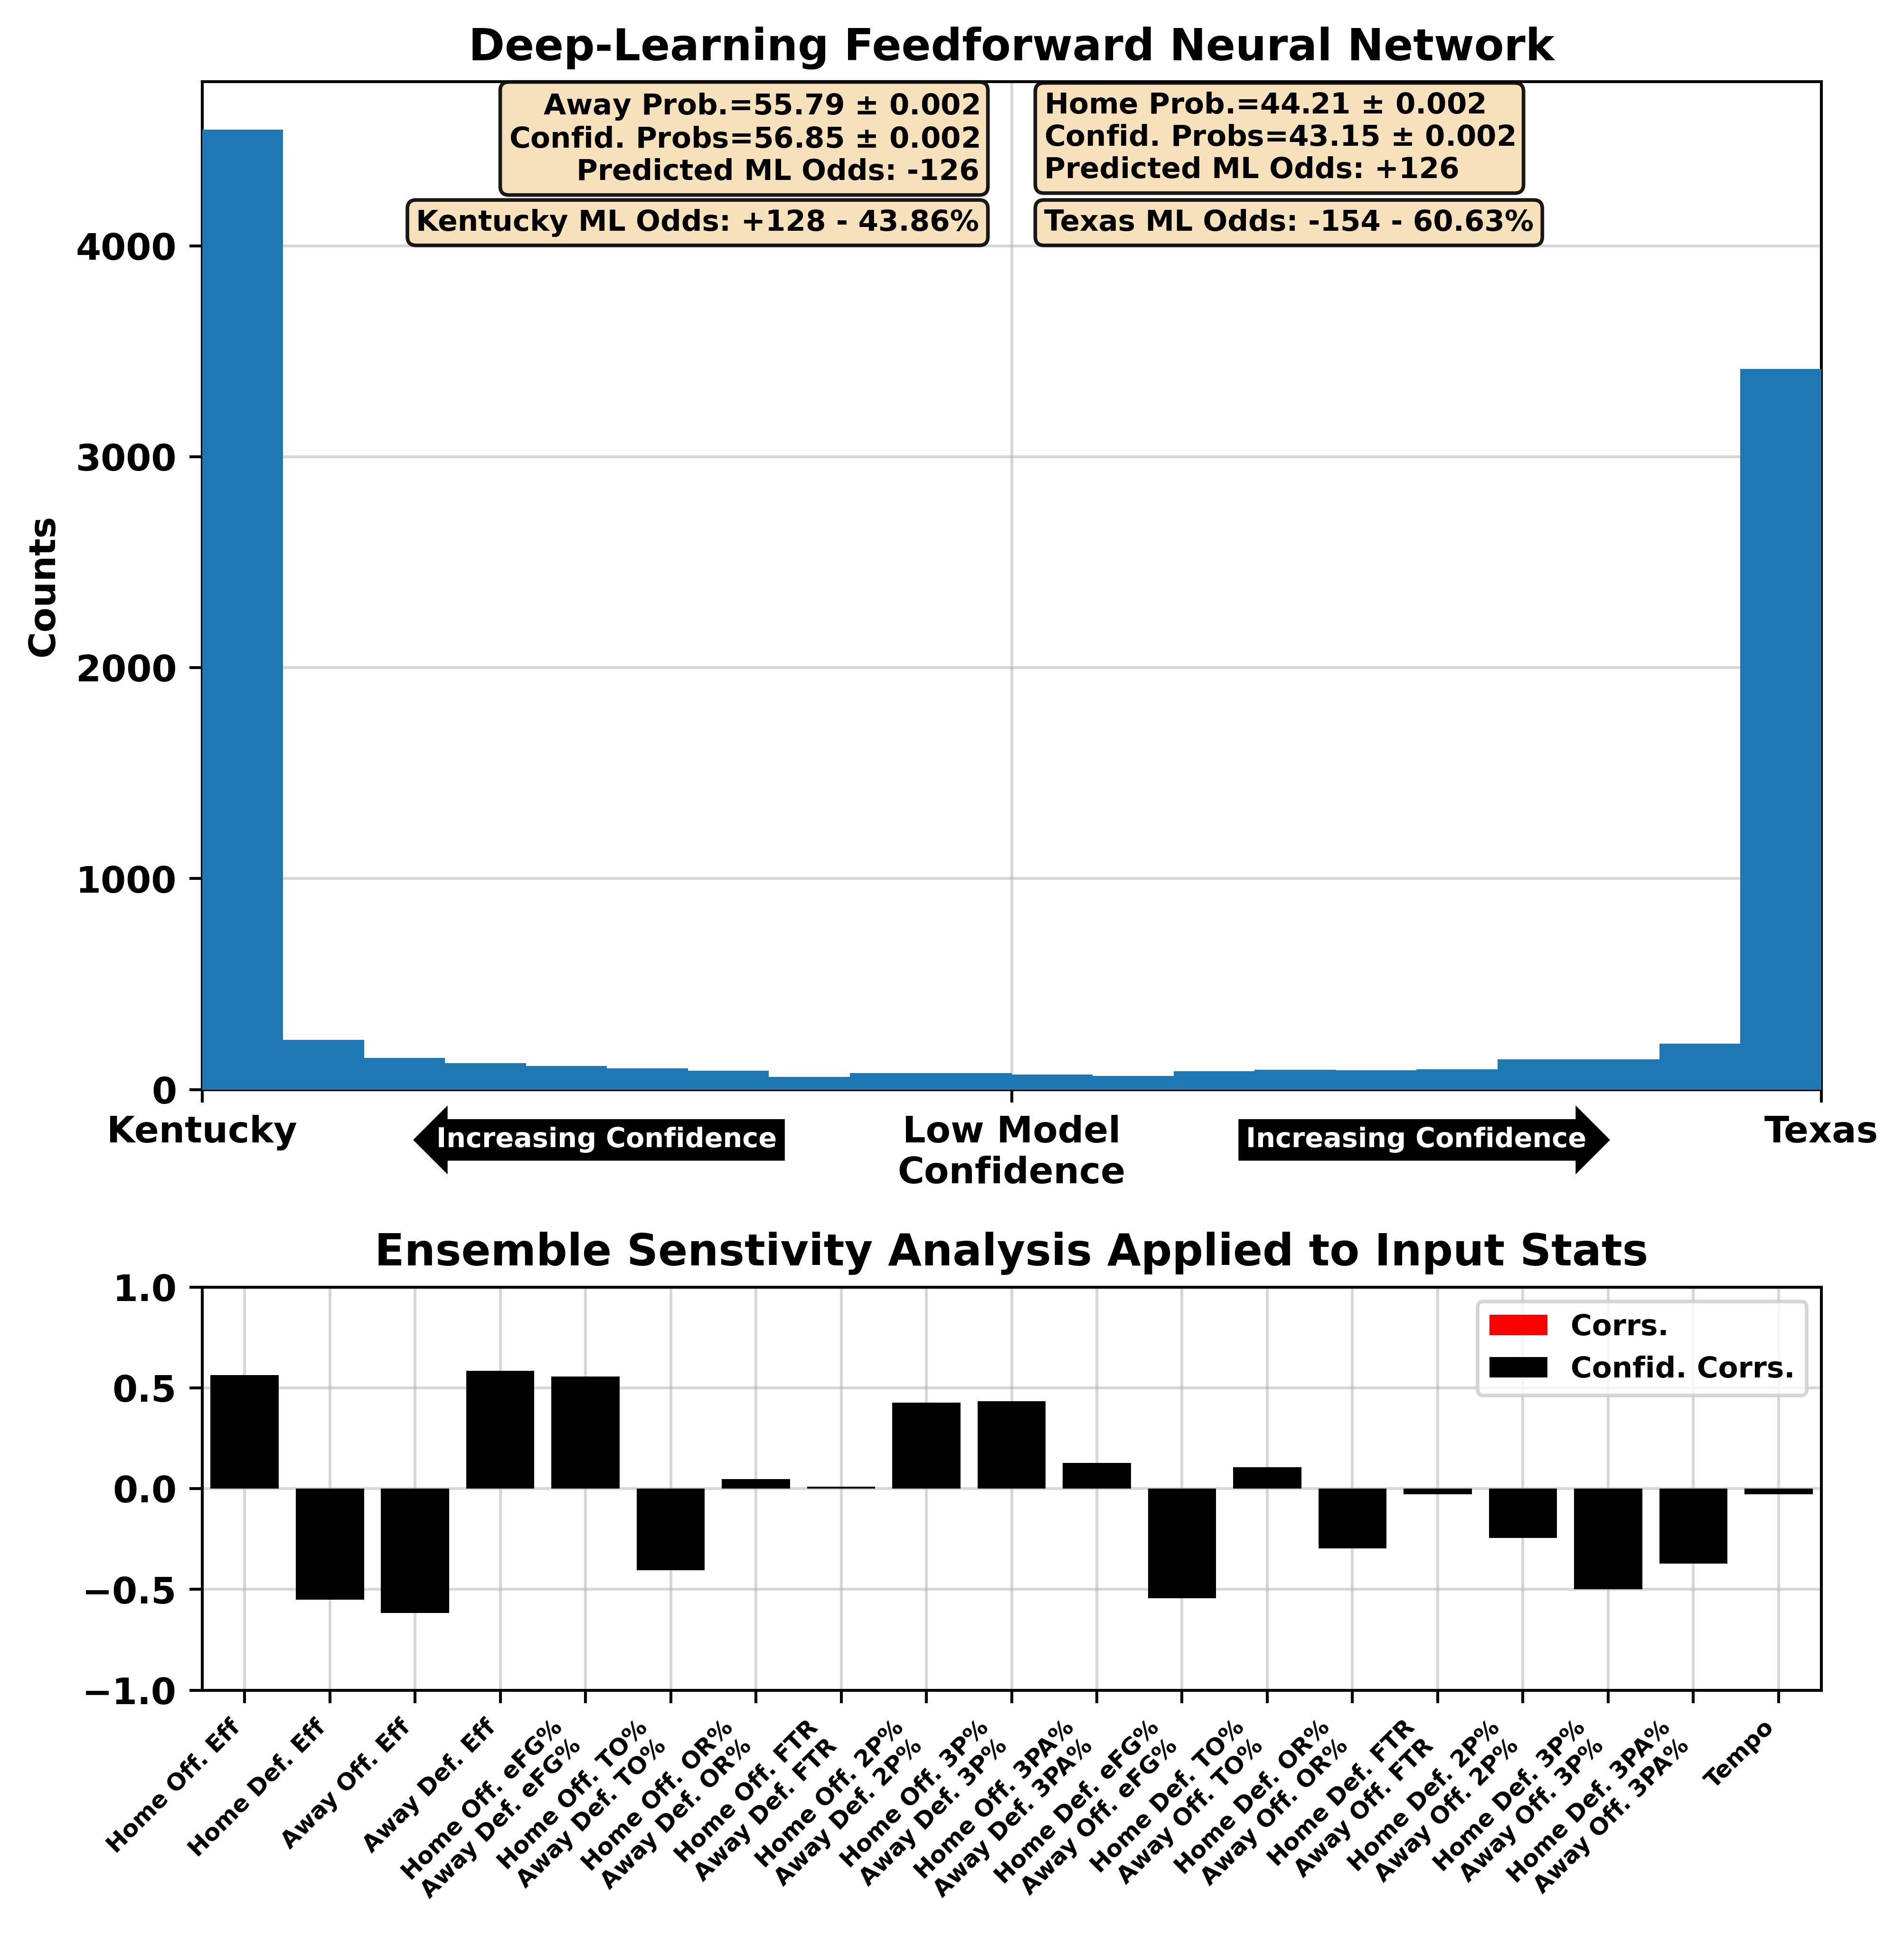 Deep-Learning Feedforward Neural Network
Away Prob.=55.79 ± 0.002
Confid. Probs=56.85 ± 0.002
Predicted ML Odds: -126
Kentucky ML Odds: +128 - 43.86%
Home Prob.=44.21 ± 0.002
Confid. Probs=43.15 ± 0.002
Predicted ML Odds: +126
Texas ML Odds: -154 - 60.63%
Counts
4000
3000
2000
1000
0
Kentucky
Increasing Confidence
Low Model
Confidence
Increasing Confidence
Texas
Ensemble Senstivity Analysis Applied to Input Stats
1.0
0.5
0.0
−0.5
−1.0
Corrs.
Confid. Corrs.
Home Off. Eff
Home Def. Eff
Away Off. Eff
Away Def. Eff
Home Off. eFG%
Away Def. eFG%
Home Off. TO%
Away Def. TO%
Home Off. OR%
Away Def. OR%
Home Off. FTR
Away Def. FTR
Home Off. 2P%
Away Def. 2P%
Home Off. 3P%
Away Def. 3P%
Home Off. 3PA%
Away Def. 3PA%
Home Def. eFG%
Away Off. eFG%
Home Def. TO%
Away Off. TO%
Home Def. OR%
Away Off. OR%
Home Def. FTR
Away Off. FTR
Home Def. 2P%
Away Off. 2P%
Home Def. 3P%
Away Off. 3P%
Home Def. 3PA%
Away Off. 3PA%
Tempo